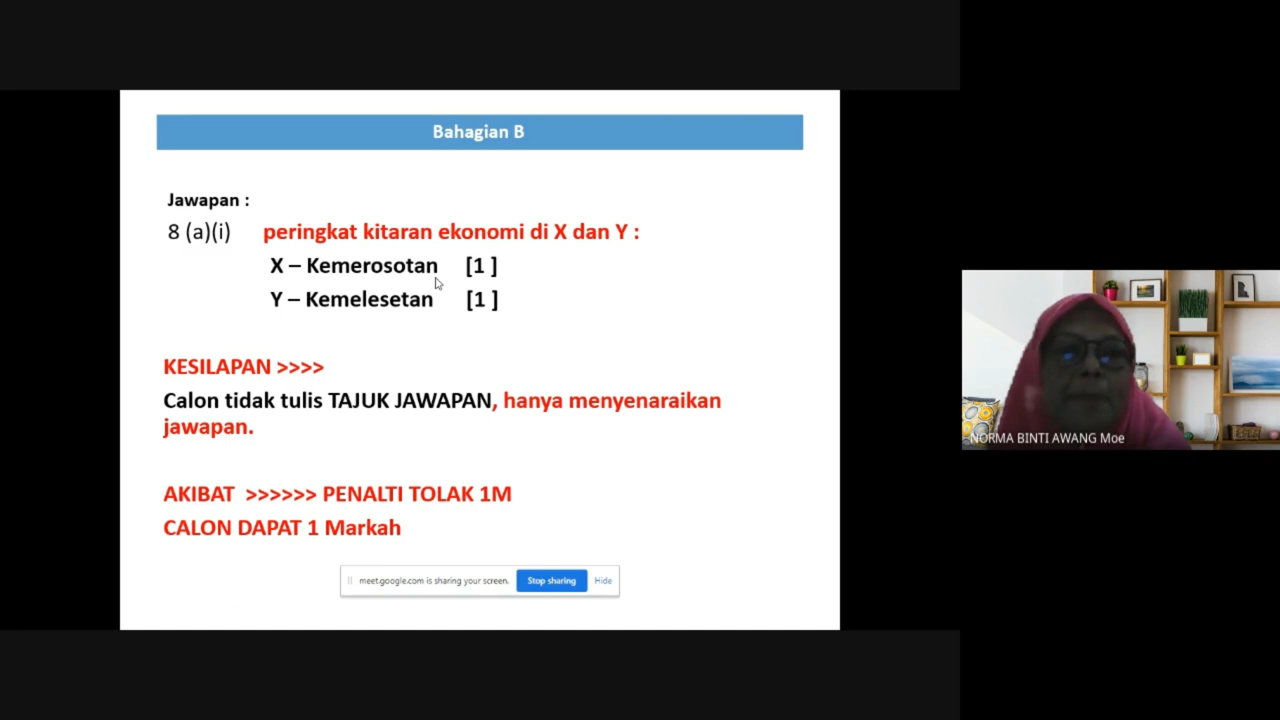 Bahagian B
Jawapan :
8 (a)(i) peringkat kitaran ekonomi di X dan Y :
X – Kemerosotan [1 ]
Y – Kemelesetan [1 ]
KESILAPAN >>>>
Calon tidak tulis TAJUK JAWAPAN, hanya menyenaraikan
jawapan.
AKIBAT >>>>>> PENALTI TOLAK 1M
CALON DAPAT 1 Markah
meet.google.com is sharing your screen. Stop sharing Hide
NORMA BINTI AWANG Moe